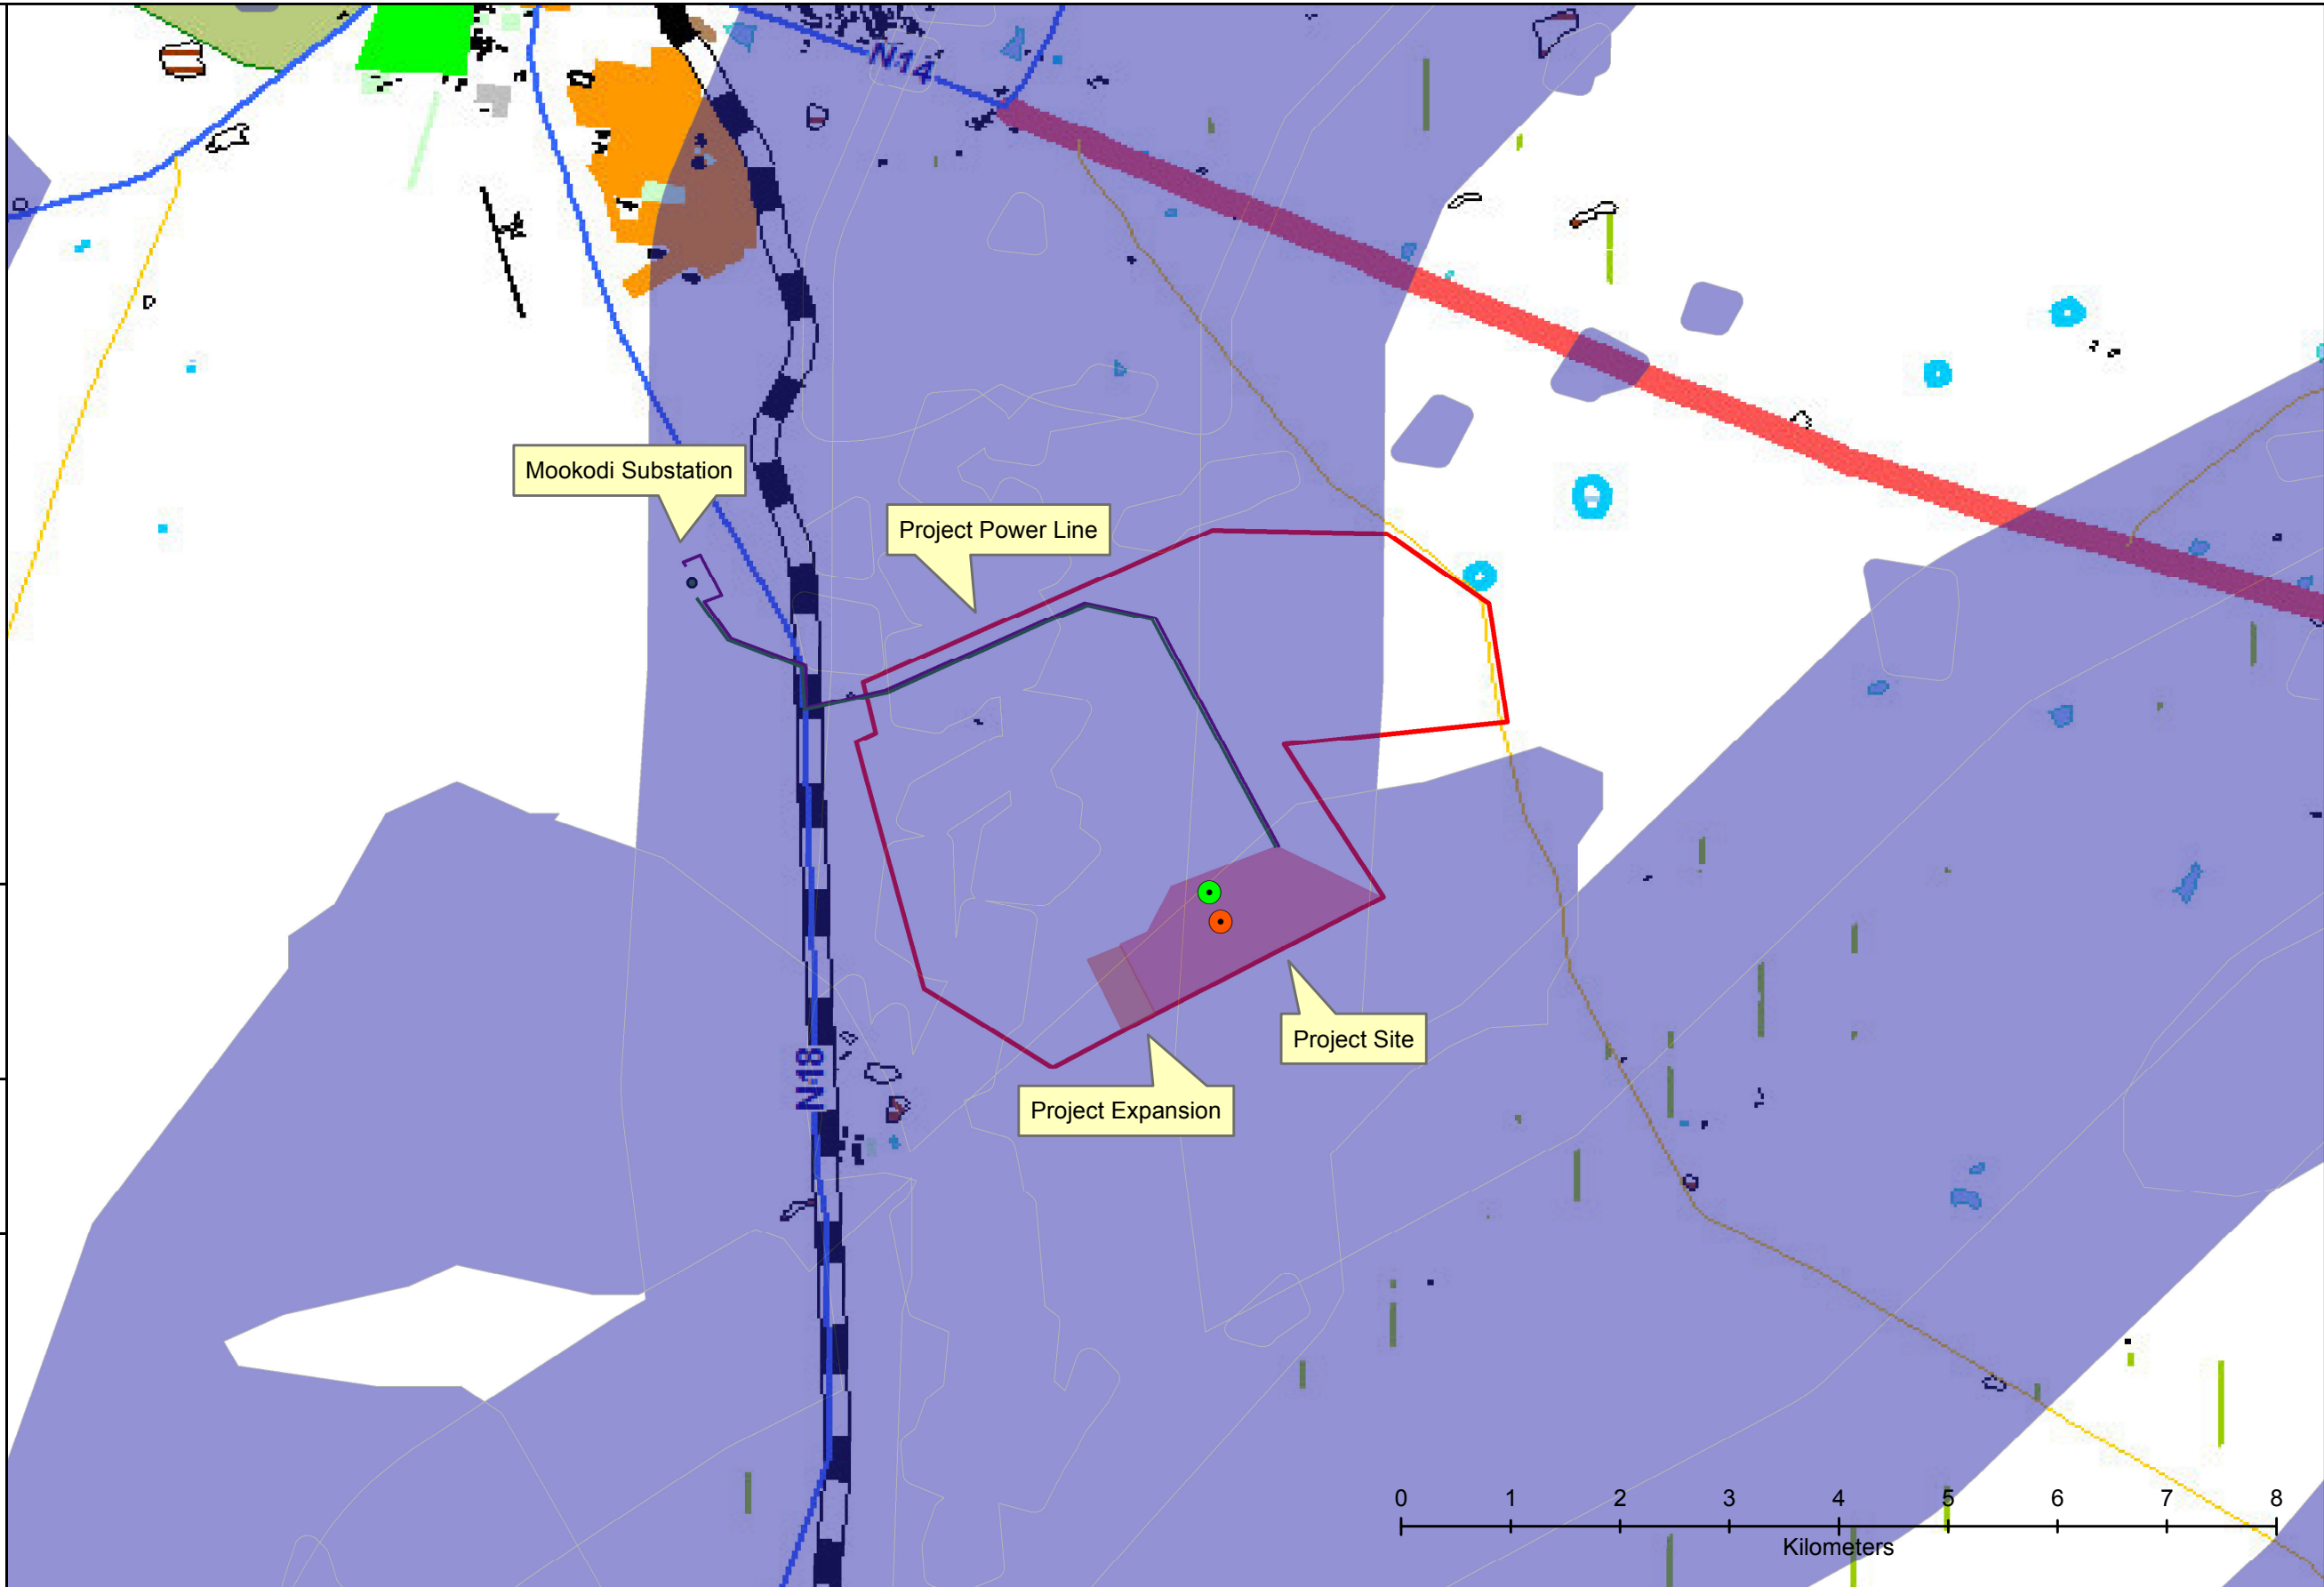 N14
Mookodi Substation
Project Power Line
Project Site
N18
Project Expansion
0 1 2 3 4 5 6 7 8
Kilometers